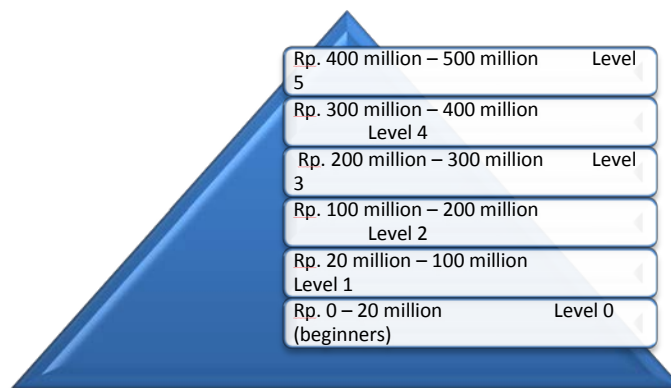 Rp. 400 million – 500 million Level
5
Rp. 300 million – 400 million
Level 4
Rp. 200 million – 300 million Level
3
Rp. 100 million – 200 million
Level 2
Rp. 20 million – 100 million
Level 1
Rp. 0 – 20 million Level 0
(beginners)